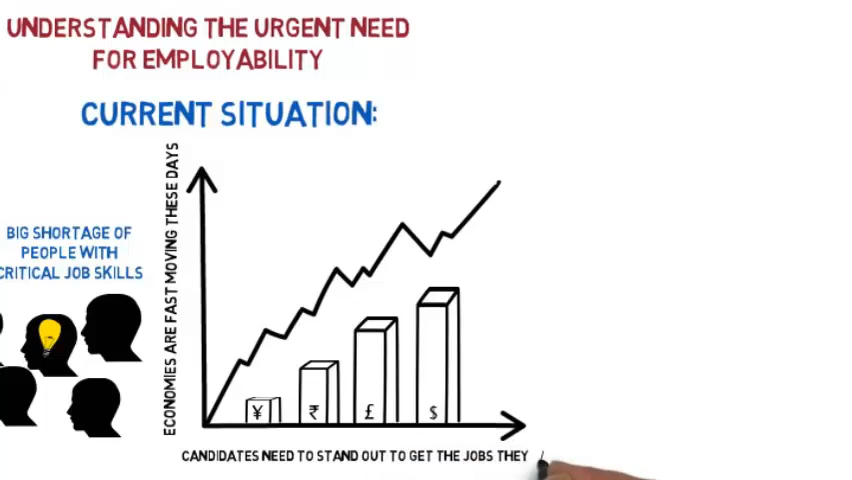 UNDERSTANDING THE URGENT NEED
FOR EMPLOYABILITY
CURRENT SITUATION:
ECONOMIES ARE FAST MOVING THESE DAYS
BIG SHORTAGE OF
PEOPLE WITH
CRITICAL JOB SKILLS
¥ ₹ £ $
CANDIDATES NEED TO STAND OUT TO GET THE JOBS THEY